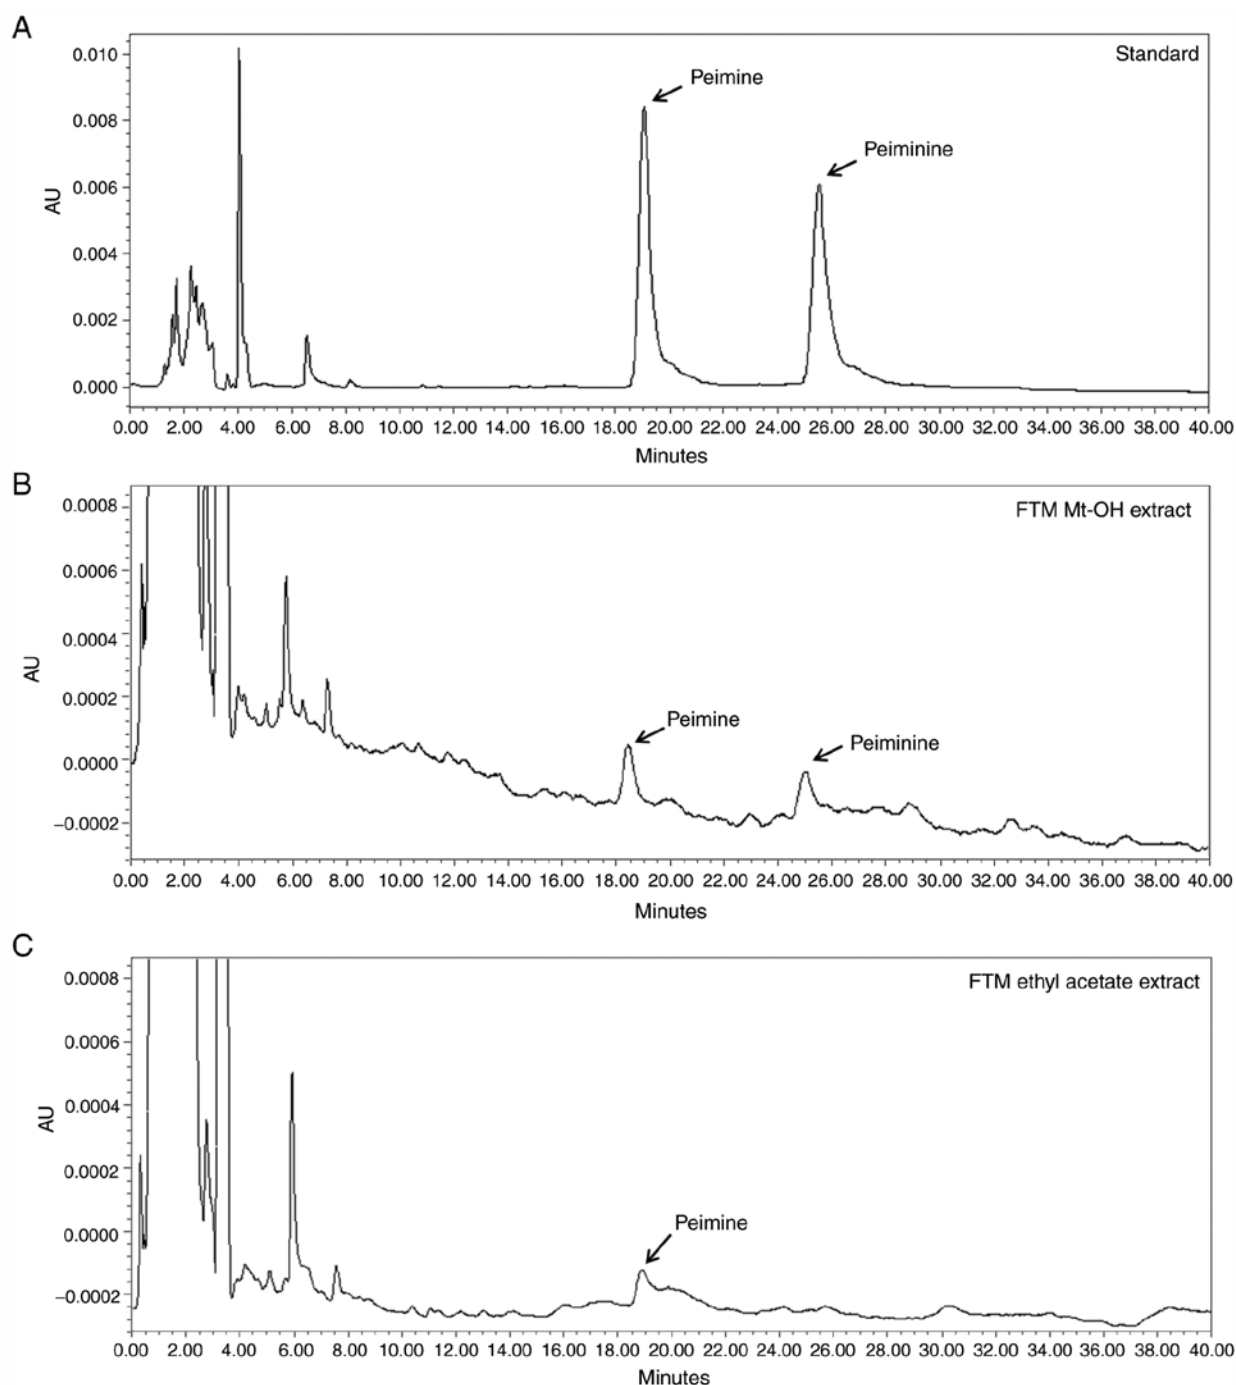 A
Standard
Peimine
Peiminine
0.010
0.008
0.006
0.004
0.002
0.000
AU
0.00 2.00 4.00 6.00 8.00 10.00 12.00 14.00 16.00 18.00 20.00 22.00 24.00 26.00 28.00 30.00 32.00 34.00 36.00 38.00 40.00
Minutes
B
FTM Mt-OH extract
Peimine
Peiminine
0.0008
0.0006
0.0004
0.0002
0.0000
−0.0002
AU
0.00 2.00 4.00 6.00 8.00 10.00 12.00 14.00 16.00 18.00 20.00 22.00 24.00 26.00 28.00 30.00 32.00 34.00 36.00 38.00 40.00
Minutes
C
FTM ethyl acetate extract
Peimine
0.0008
0.0006
0.0004
0.0002
0.0000
−0.0002
AU
0.00 2.00 4.00 6.00 8.00 10.00 12.00 14.00 16.00 18.00 20.00 22.00 24.00 26.00 28.00 30.00 32.00 34.00 36.00 38.00 40.00
Minutes